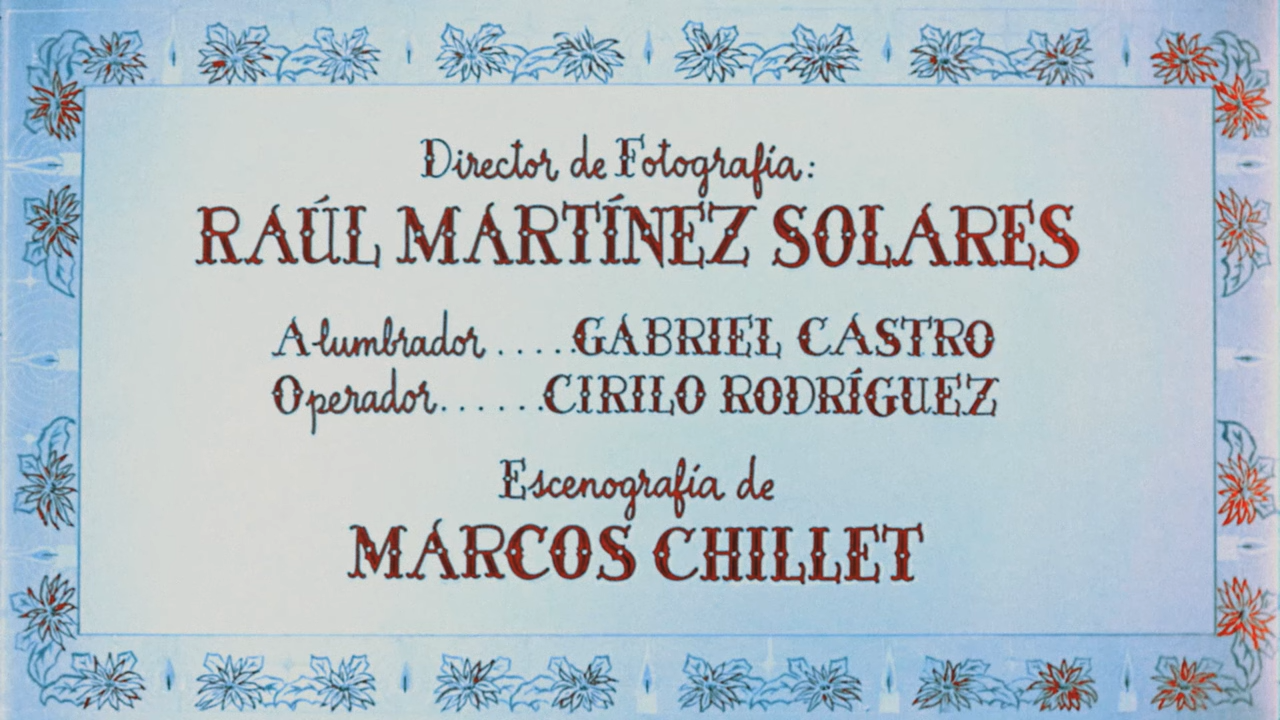 Director de Fotografía:
RAÚL MARTÍNEZ SOLARES
Alumbrador.....GABRIEL CASTRO
Operador......CIRILO RODRÍGUEZ
Escenografía de
MARCOS CHILLET